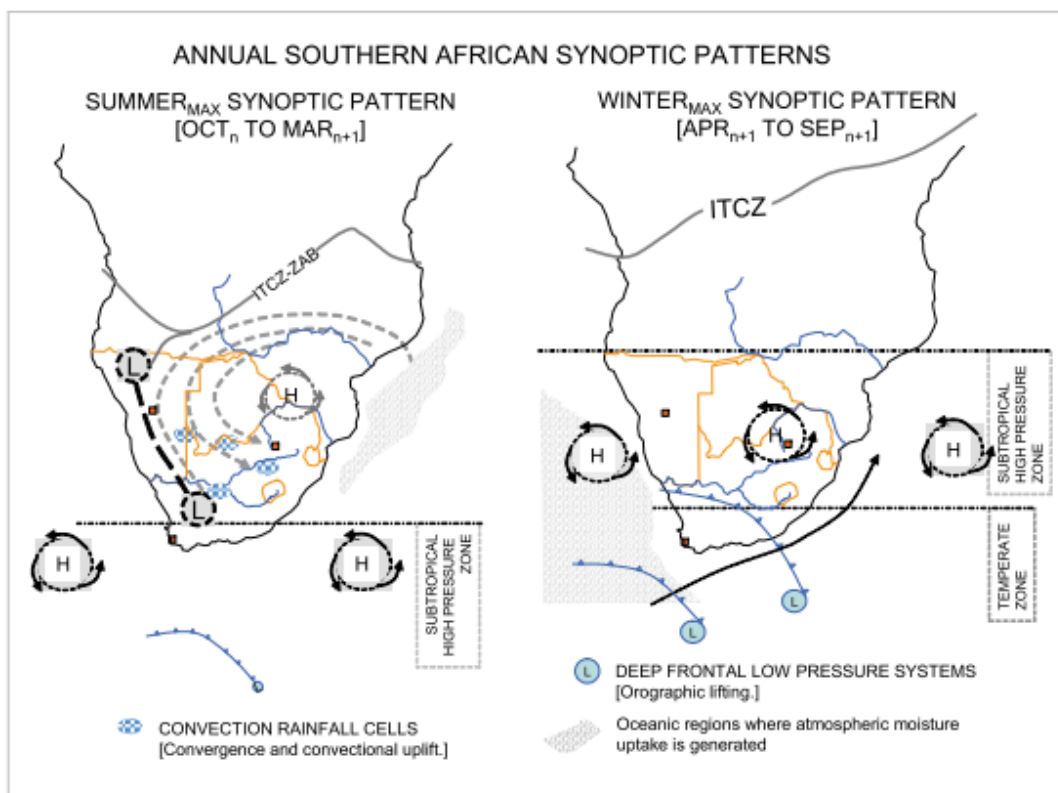 ANNUAL SOUTHERN AFRICAN SYNOPTIC PATTERNS
SUMMERMAX SYNOPTIC PATTERN
[OCTn TO MARn+1]
ITCZ-ZAB
L
H
L
H
H
SUBTROPICAL
HIGH PRESSURE
ZONE
CONVECTION RAINFALL CELLS
[Convergence and convectional uplift.]
WINTERMAX SYNOPTIC PATTERN
[APRn+1 TO SEPn+1]
ITCZ
H
H
H
SUBTROPICAL
HIGH PRESSURE
ZONE
TEMPERATE
ZONE
L
L
L
DEEP FRONTAL LOW PRESSURE SYSTEMS
[Orographic lifting.]
Oceanic regions where atmospheric moisture
uptake is generated